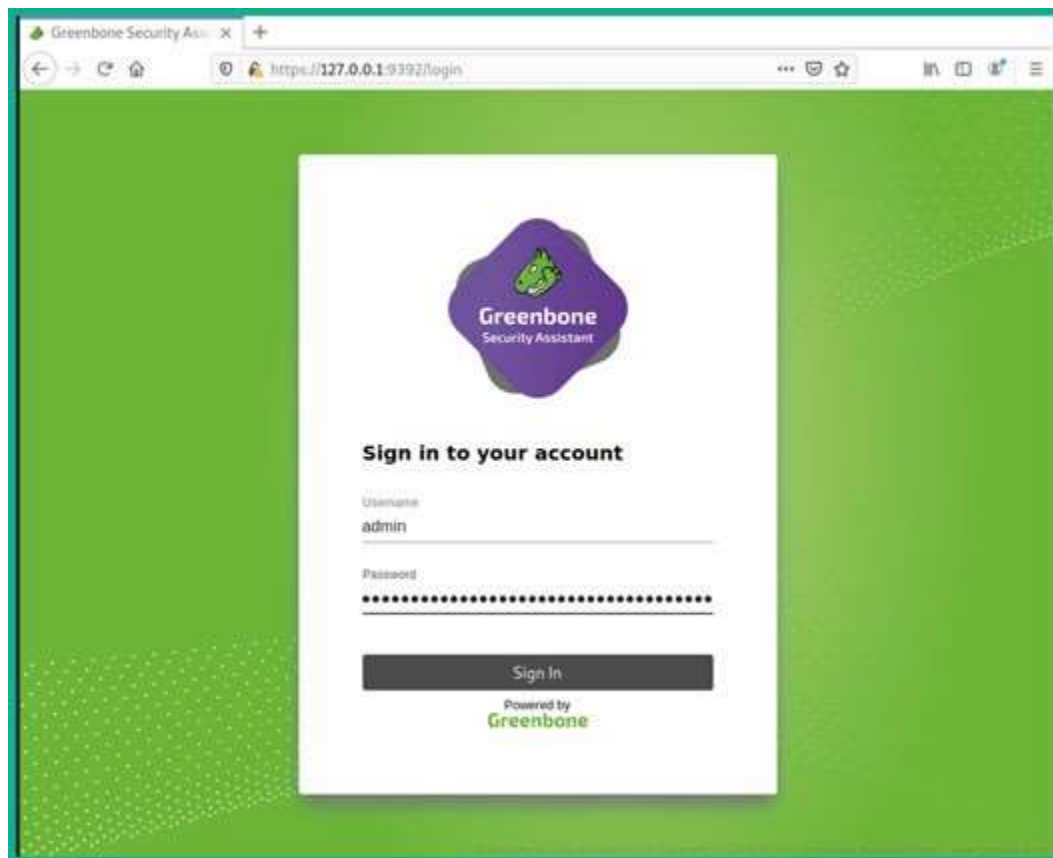 Greenbone Security Ass
https://127.0.0.1:9392/login
Greenbone
Security Assistant
Sign in to your account
Username
admin
Password
Sign In
Powered by
Greenbone